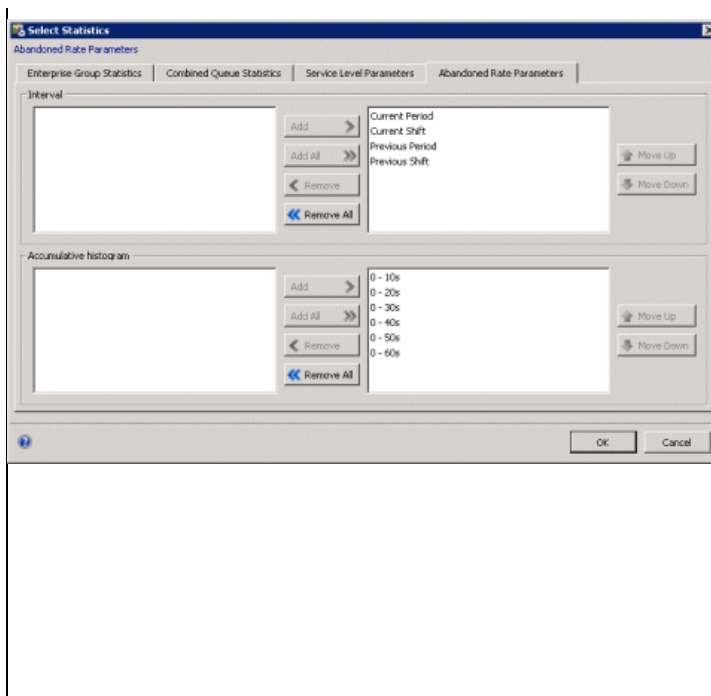 Select Statistics
Abandoned Rate Parameters
Enterprise Group Statistics
Combined Queue Statistics
Service Level Parameters
Abandoned Rate Parameters
Interval
Add
Add All
Remove
Remove All
Current Period
Current Shift
Previous Period
Previous Shift
Move Up
Move Down
Accumulative histogram
Add
Add All
Remove
Remove All
0 - 10s
0 - 20s
0 - 30s
0 - 40s
0 - 50s
0 - 60s
Move Up
Move Down
OK
Cancel